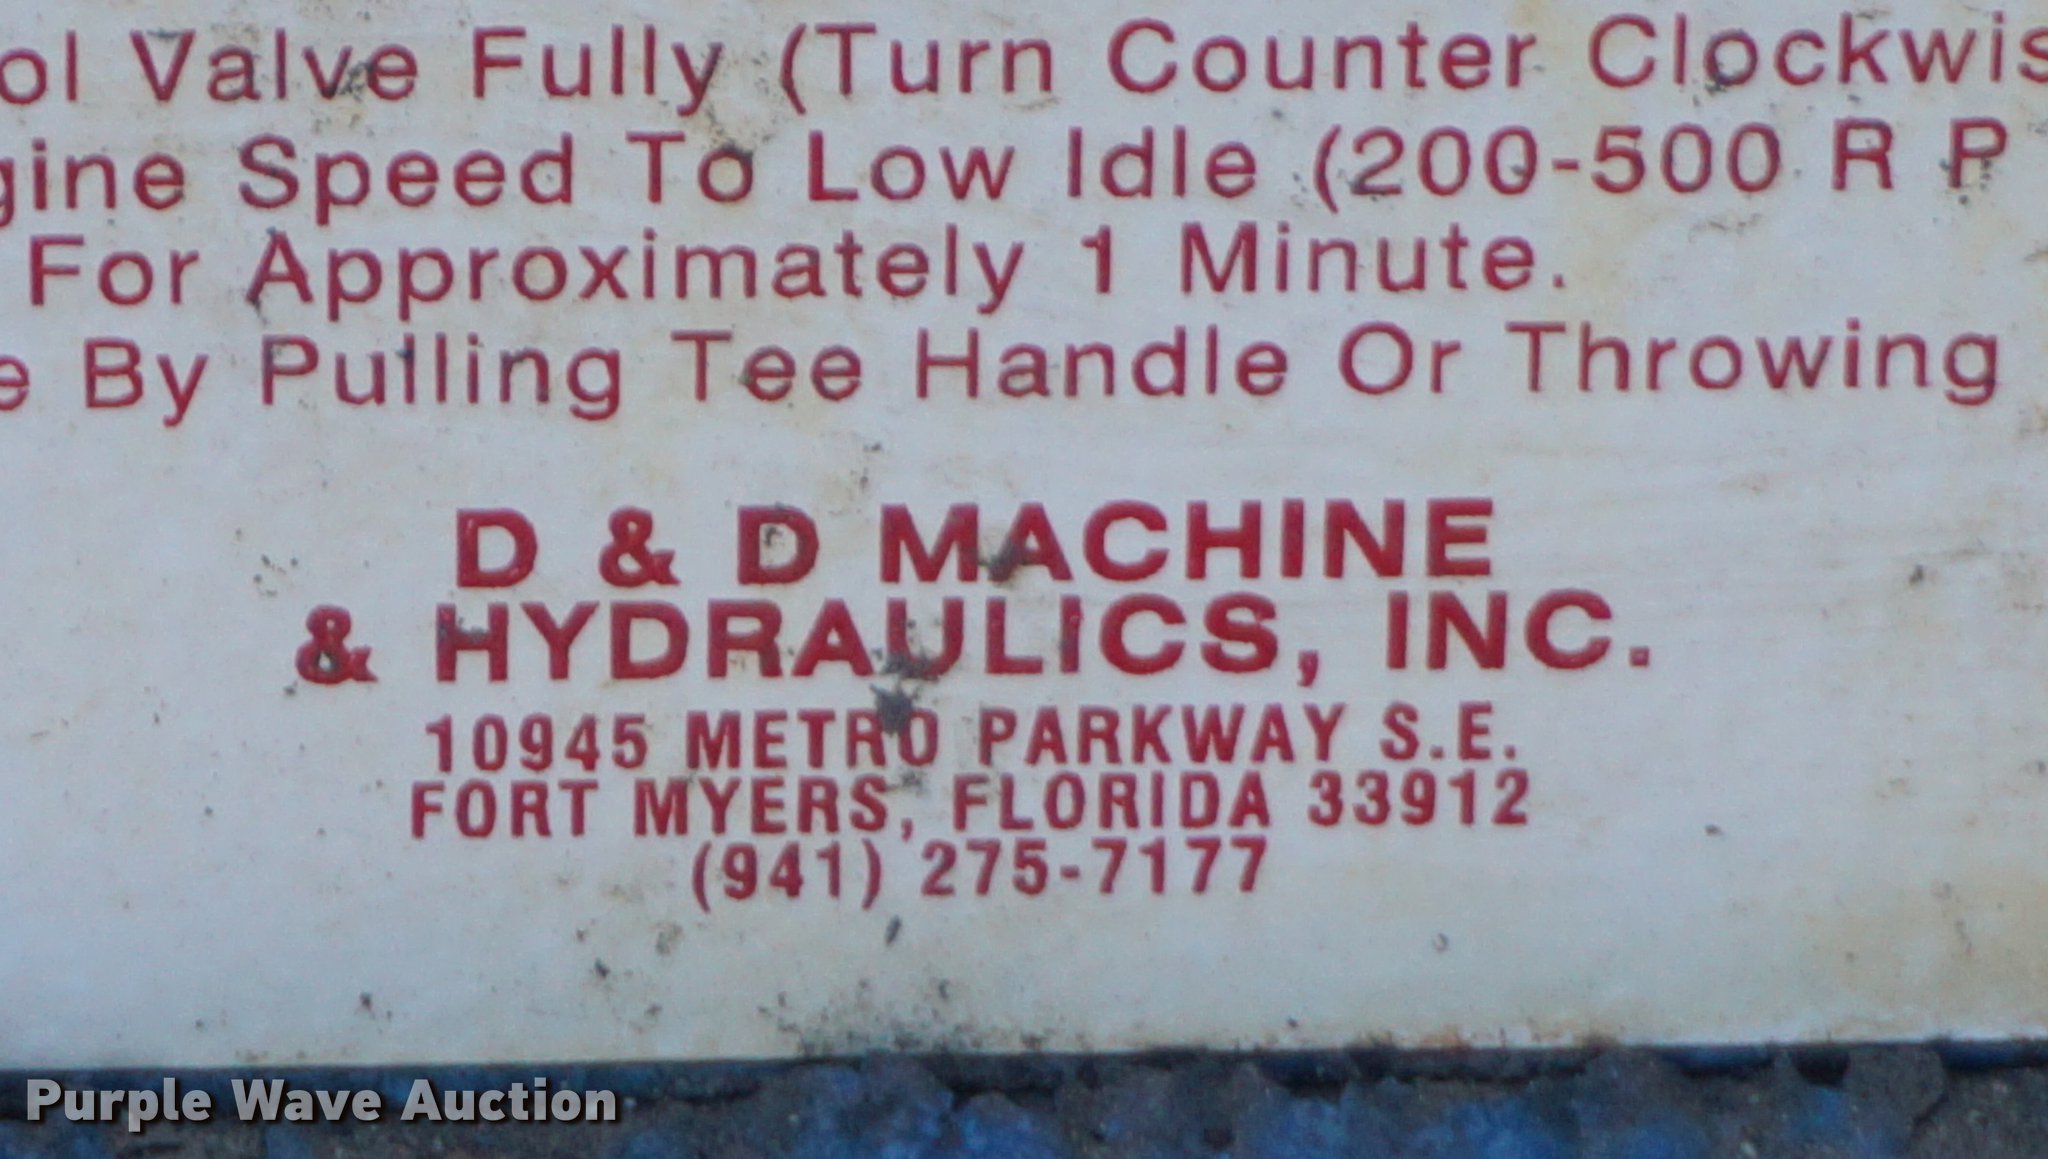 ol Valve Fully (Turn Counter Clockwis
gine Speed To Low Idle (200-500 R P
For Approximately 1 Minute.
e By Pulling Tee Handle Or Throwing
D & D MACHINE
& HYDRAULICS, INC.
10945 METRO PARKWAY S.E.
FORT MYERS, FLORIDA 33912
(941) 275-7177
Purple Wave Auction